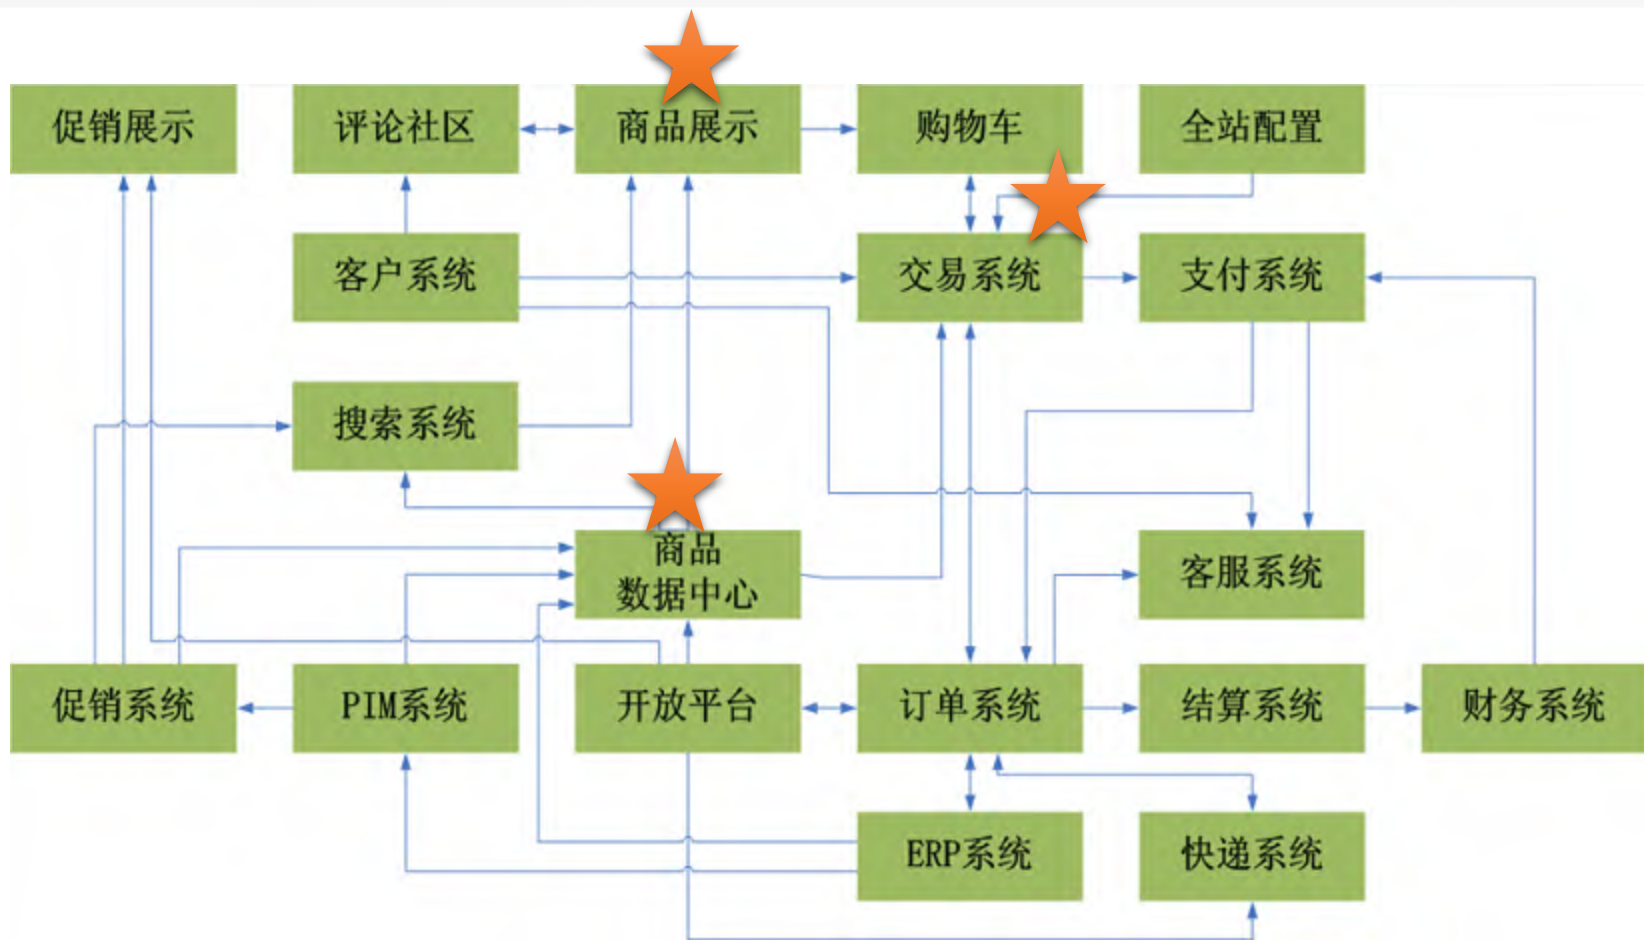 促销展示
评论社区
商品展示
购物车
全站配置
客户系统
交易系统
支付系统
搜索系统
商品
数据中心
客服系统
促销系统
PIM系统
开放平台
订单系统
结算系统
财务系统
ERP系统
快递系统